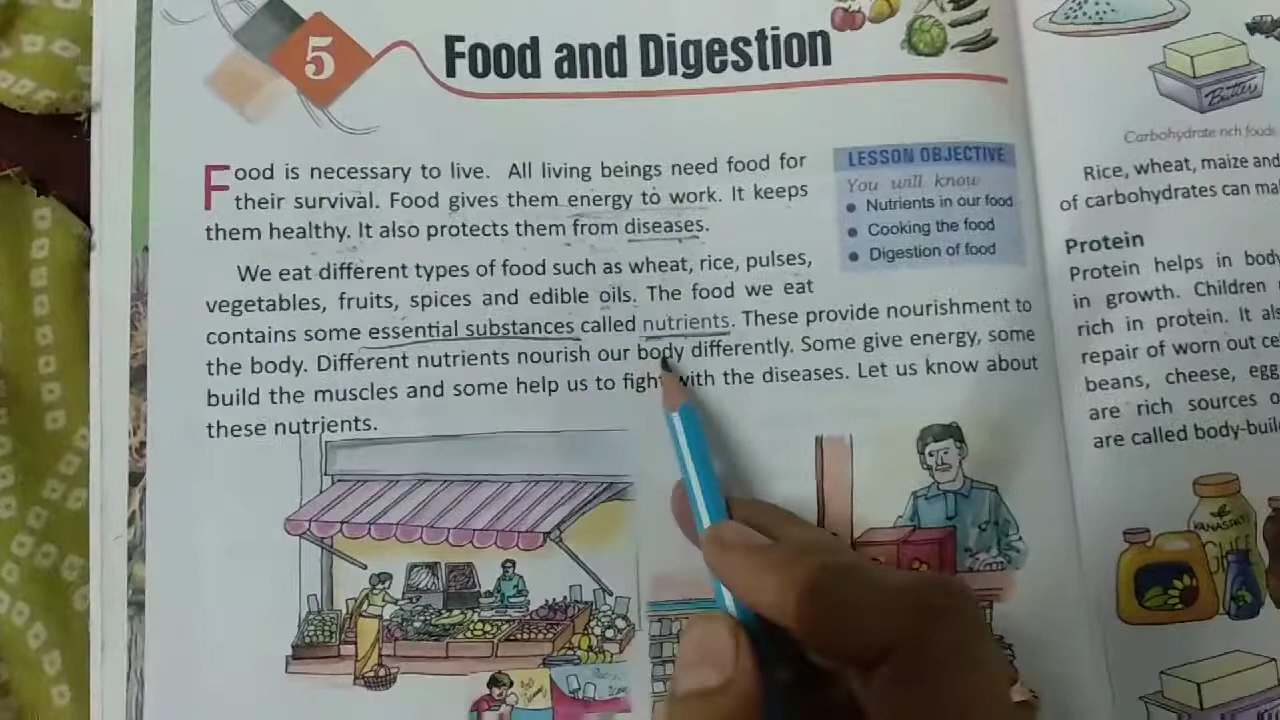 5
Food and Digestion
Food is necessary to live. All living beings need food for
their survival. Food gives them energy to work. It keeps
them healthy. It also protects them from diseases.
LESSON OBJECTIVE
You will know
• Nutrients in our food
• Cooking the food
• Digestion of food
We eat different types of food such as wheat, rice, pulses,
vegetables, fruits, spices and edible oils. The food we eat
contains some essential substances called nutrients. These provide nourishment to
the body. Different nutrients nourish our body differently. Some give energy, some
build the muscles and some help us to fight with the diseases. Let us know about
these nutrients.
Butter
Carbohydrate rich foods
Rice, wheat, maize and
of carbohydrates can
Protein
Protein helps in body
in growth. Children
rich in protein. It
repair of worn out
beans, cheese,
are rich sources
are called